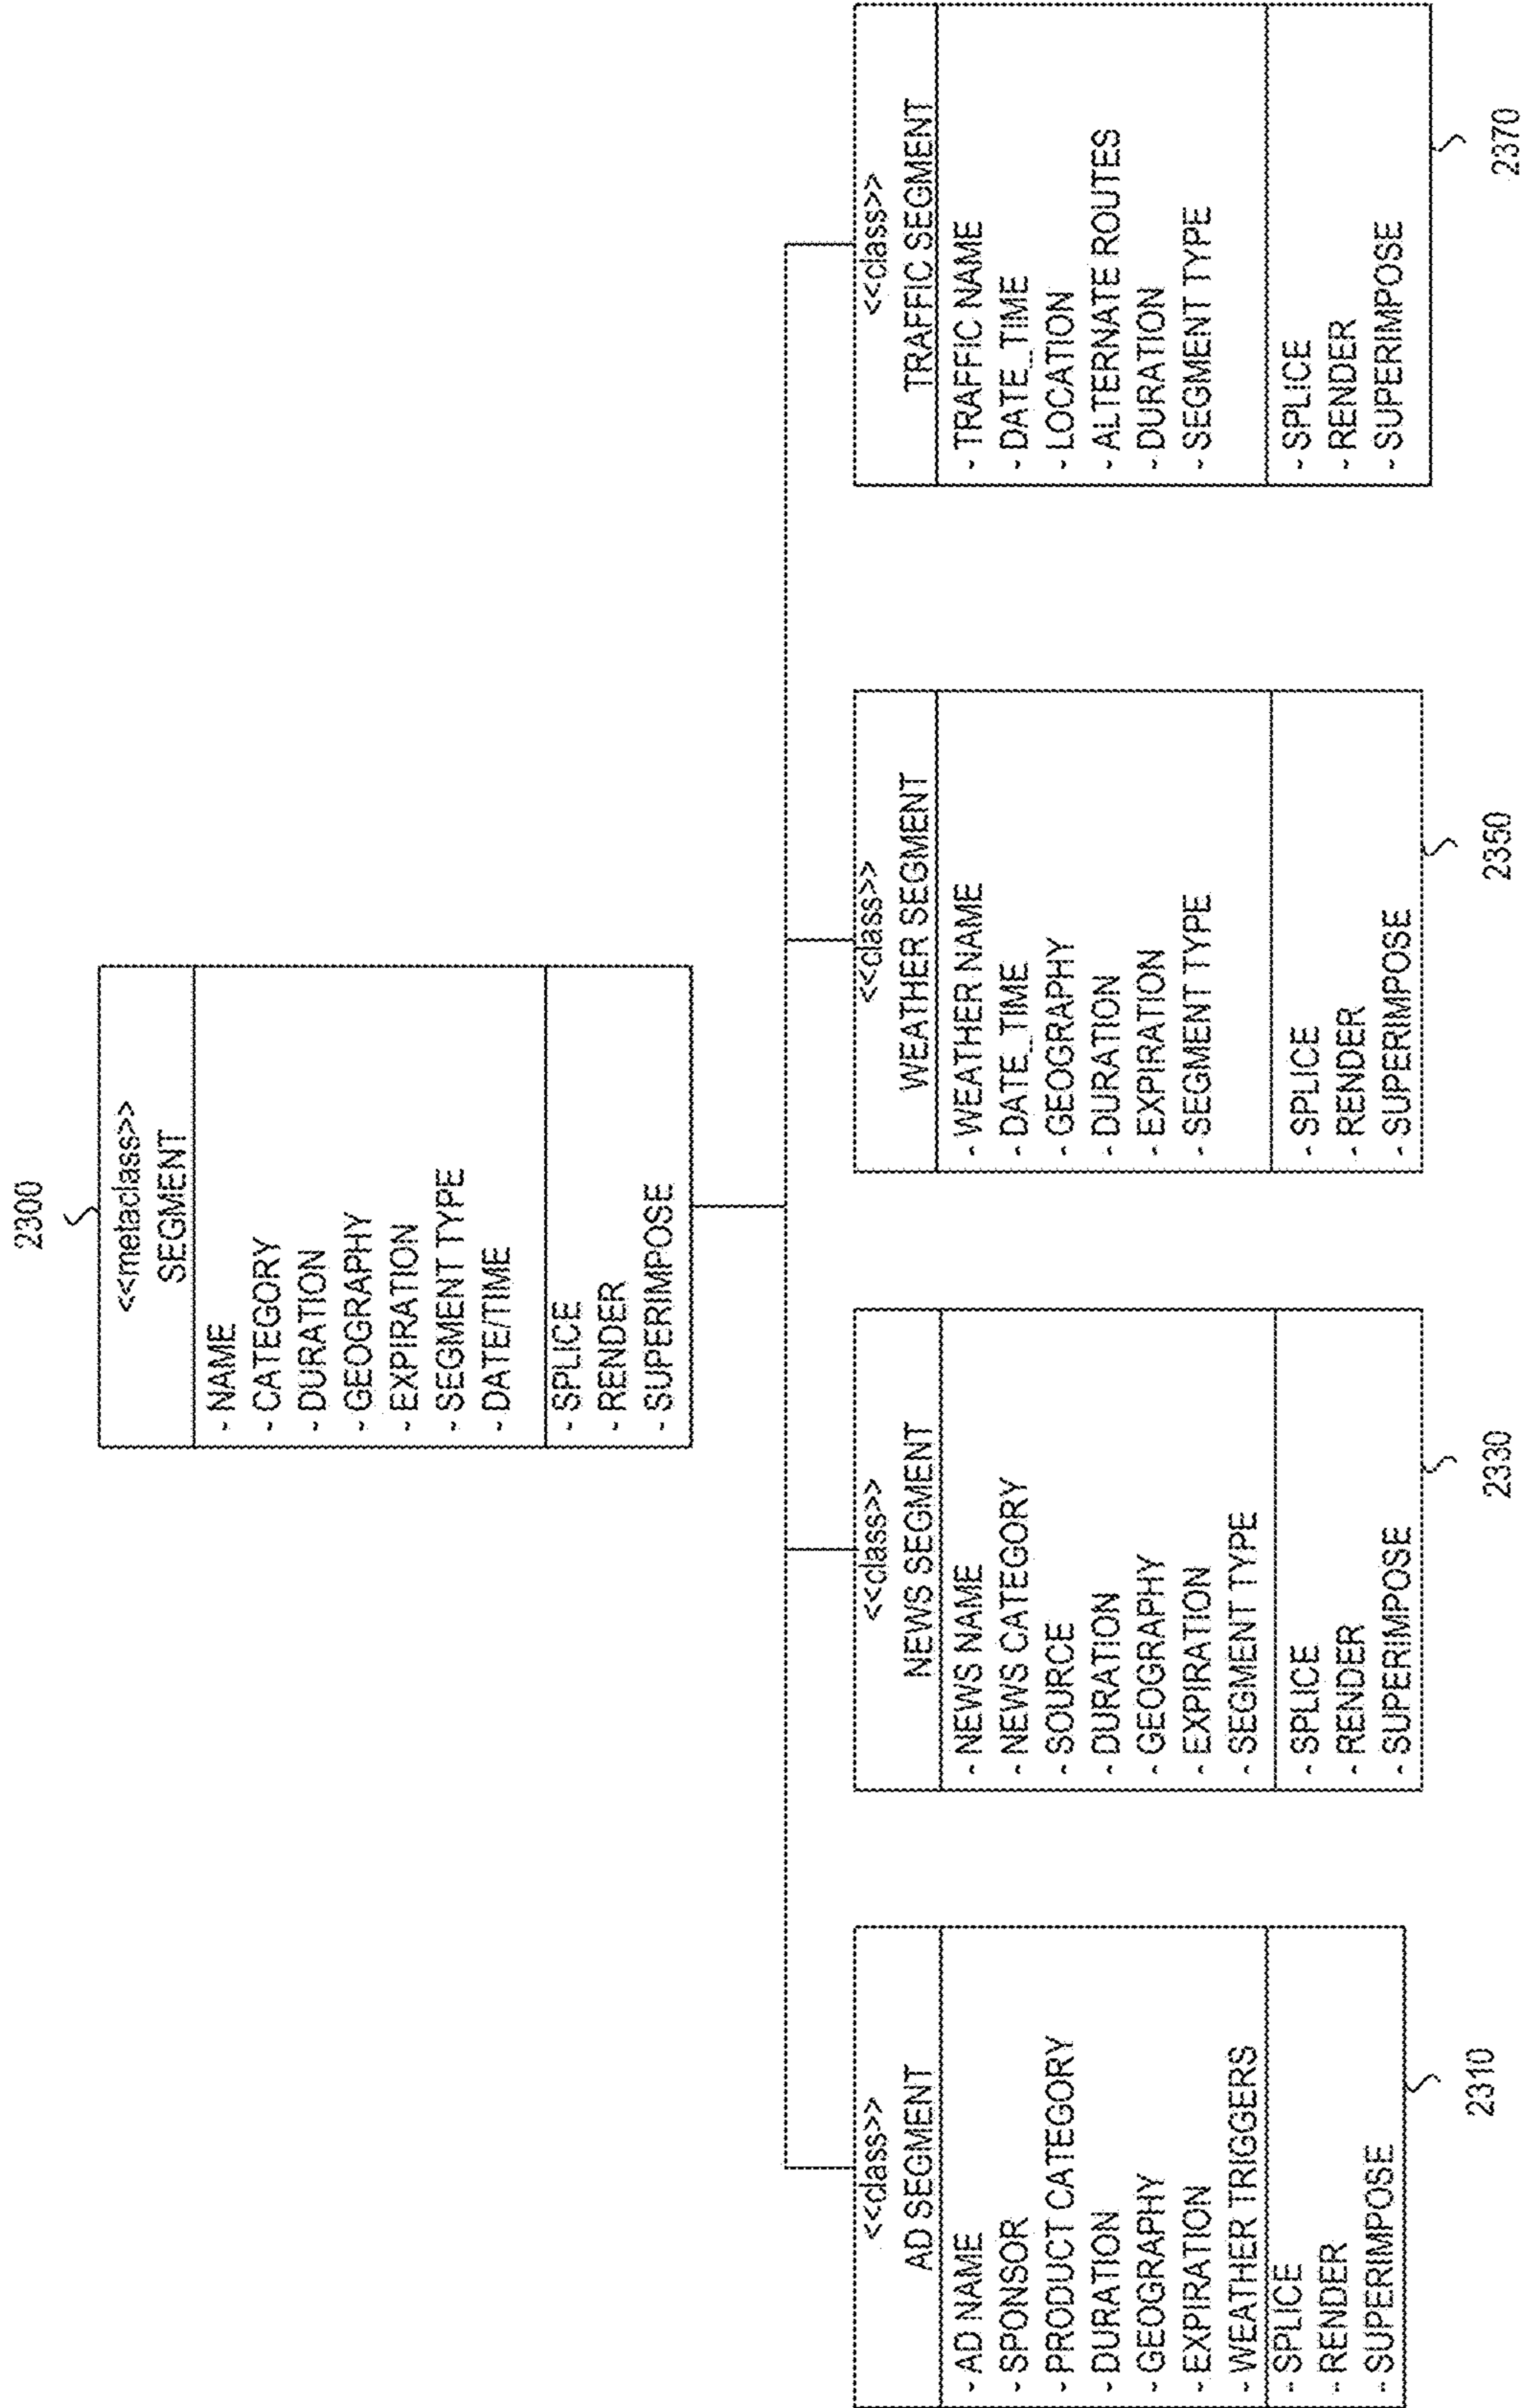 2300
<<metaclass>>
SEGMENT
- NAME
- CATEGORY
- DURATION
- GEOGRAPHY
- EXPIRATION
- SEGMENT TYPE
- DATE/TIME
- SPLICE
- RENDER
- SUPERIMPOSE
<<class>>
AD SEGMENT
- AD NAME
- SPONSOR
- PRODUCT CATEGORY
- DURATION
- GEOGRAPHY
- EXPIRATION
- WEATHER TRIGGERS
- SPLICE
- RENDER
- SUPERIMPOSE
2310
<<class>>
NEWS SEGMENT
- NEWS NAME
- NEWS CATEGORY
- SOURCE
- DURATION
- GEOGRAPHY
- EXPIRATION
- SEGMENT TYPE
- SPLICE
- RENDER
- SUPERIMPOSE
2330
<<class>>
WEATHER SEGMENT
- WEATHER NAME
- DATE_TIME
- GEOGRAPHY
- DURATION
- EXPIRATION
- SEGMENT TYPE
- SPLICE
- RENDER
- SUPERIMPOSE
2350
<<class>>
TRAFFIC SEGMENT
- TRAFFIC NAME
- DATE_TIME
- LOCATION
- ALTERNATE ROUTES
- DURATION
- SEGMENT TYPE
- SPLICE
- RENDER
- SUPERIMPOSE
2370